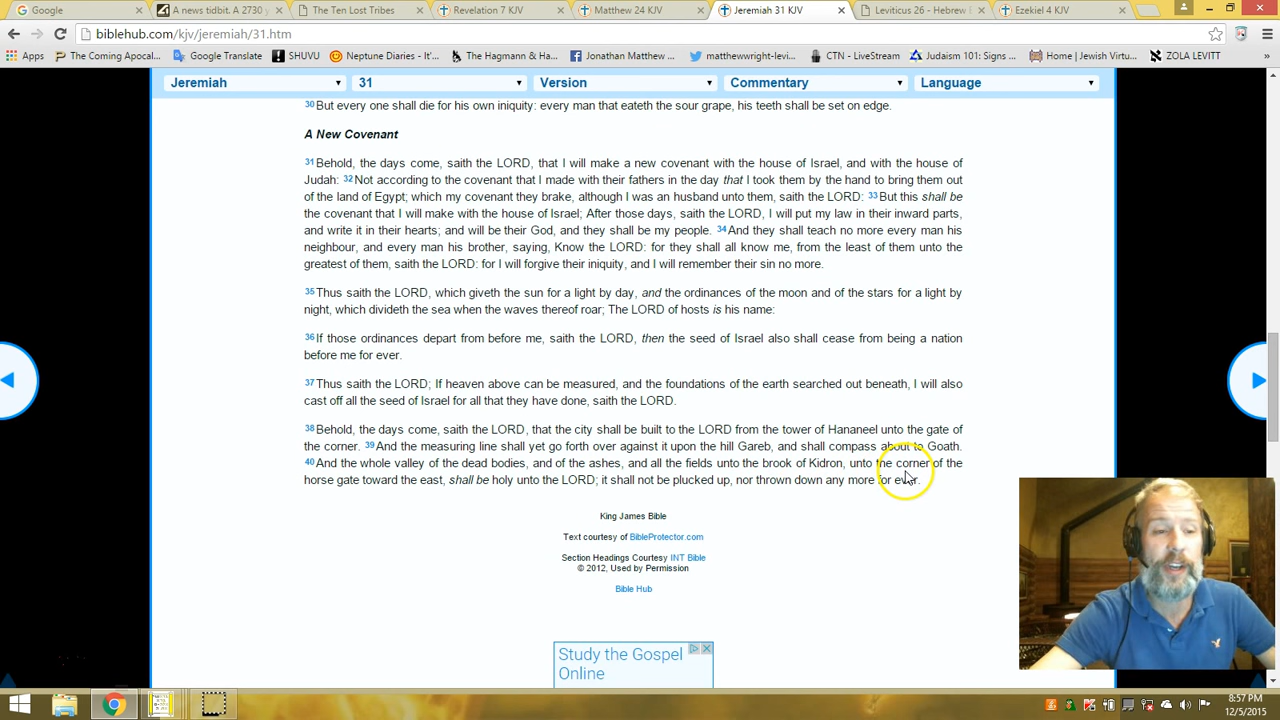 Google
A news tidbit. A 2730 y
The Ten Lost Tribes
Revelation 7 KJV
Matthew 24 KJV
Jeremiah 31 KJV
Leviticus 26 - Hebrew E
Ezekiel 4 KJV
biblehub.com/kjv/jeremiah/31.htm
Apps The Coming Apocal... Google Translate SHUVU Neptune Diaries - It'... The Hagmann & Ha... Jonathan Matthew ... matthewwright-levi... CTN - LiveStream Judaism 101: Signs ... Home | Jewish Virtu... ZOLA LEVITT
Jeremiah 31 Version Commentary Language
30 But every one shall die for his own iniquity: every man that eateth the sour grape, his teeth shall be set on edge.
A New Covenant
31 Behold, the days come, saith the LORD, that I will make a new covenant with the house of Israel, and with the house of
Judah: 32 Not according to the covenant that I made with their fathers in the day that I took them by the hand to bring them out
of the land of Egypt; which my covenant they brake, although I was an husband unto them, saith the LORD: 33 But this shall be
the covenant that I will make with the house of Israel; After those days, saith the LORD, I will put my law in their inward parts,
and write it in their hearts; and will be their God, and they shall be my people. 34 And they shall teach no more every man his
neighbour, and every man his brother, saying, Know the LORD: for they shall all know me, from the least of them unto the
greatest of them, saith the LORD: for I will forgive their iniquity, and I will remember their sin no more.
35 Thus saith the LORD, which giveth the sun for a light by day, and the ordinances of the moon and of the stars for a light by
night, which divideth the sea when the waves thereof roar; The LORD of hosts is his name:
36 If those ordinances depart from before me, saith the LORD, then the seed of Israel also shall cease from being a nation
before me for ever.
37 Thus saith the LORD; If heaven above can be measured, and the foundations of the earth searched out beneath, I will also
cast off all the seed of Israel for all that they have done, saith the LORD.
38 Behold, the days come, saith the LORD, that the city shall be built to the LORD from the tower of Hananeel unto the gate of
the corner. 39 And the measuring line shall yet go forth over against it upon the hill Gareb, and shall compass about to Goath.
40 And the whole valley of the dead bodies, and of the ashes, and all the fields unto the brook of Kidron, unto the corner of the
horse gate toward the east, shall be holy unto the LORD; it shall not be plucked up, nor thrown down any more for ever.
King James Bible
Text courtesy of BibleProtector.com
Section Headings Courtesy INT Bible
© 2012, Used by Permission
Bible Hub
Study the Gospel
Online
8:57 PM
12/5/2015